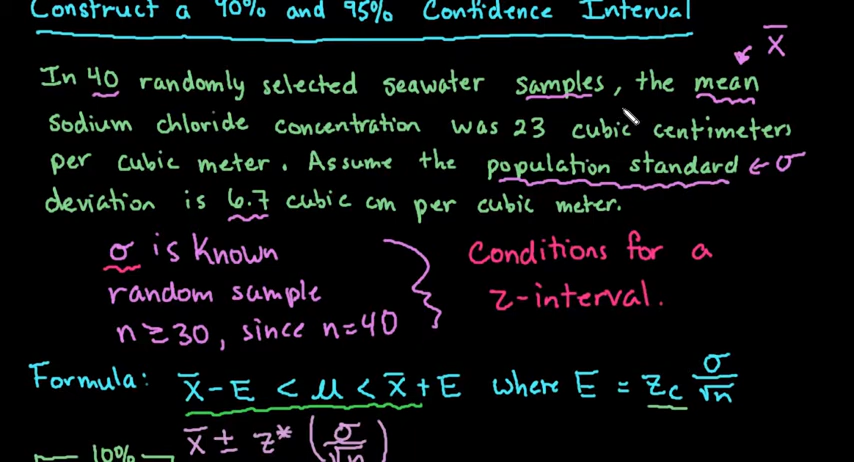 Construct a 90% and 95% Confidence Interval
x̄
In 40 randomly selected seawater samples, the mean
sodium chloride concentration was 23 cubic centimeters
per cubic meter. Assume the population standard ← σ
deviation is 6.7 cubic cm per cubic meter.
σ is known
random sample
n ≥ 30, since n = 40
Conditions for a
z-interval.
Formula: x̄ - E < μ < x̄ + E where E = z_c σ/√n
x̄ ± z* (σ/√n)
10%